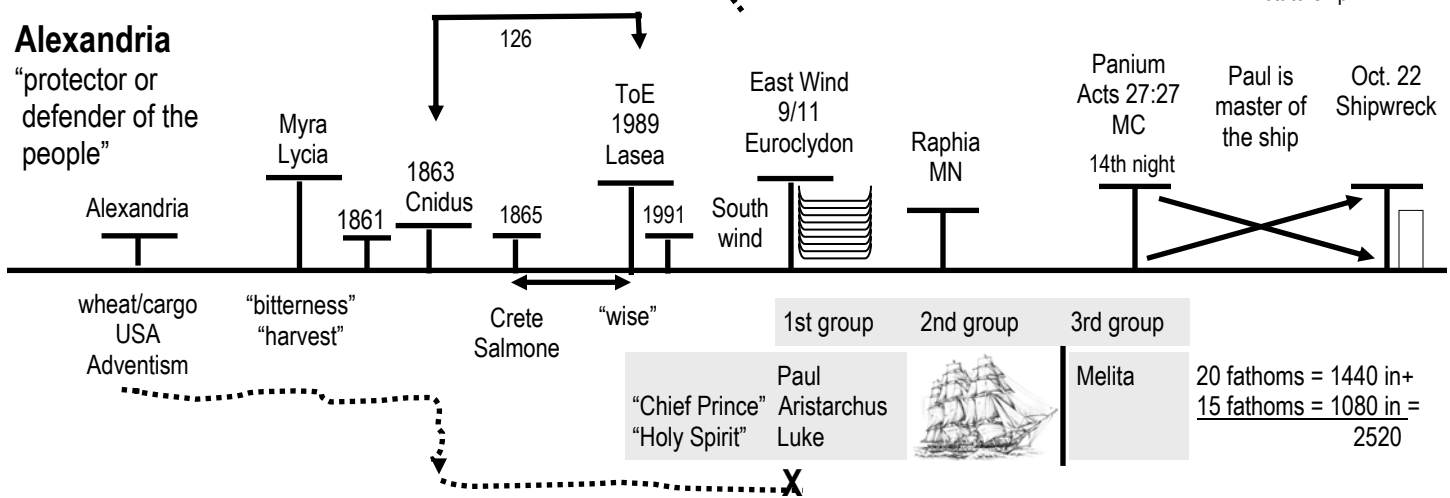 Alexandria
“protector or
defender of the
people”
126
Alexandria
Myra
Lycia
1861
1863
Cnidus
1865
ToE
1989
Lasea
1991
South
wind
East Wind
9/11
Euroclydon
Raphia
MN
Panium
Acts 27:27
MC
14th night
Paul is
master of
the ship
Oct. 22
Shipwreck
wheat/cargo
USA
Adventism
“bitterness”
“harvest”
Crete
Salmone
“wise”
1st group
2nd group
3rd group
Paul
“Chief Prince” Aristarchus
“Holy Spirit” Luke
X
Melita
20 fathoms = 1440 in+
15 fathoms = 1080 in =
2520